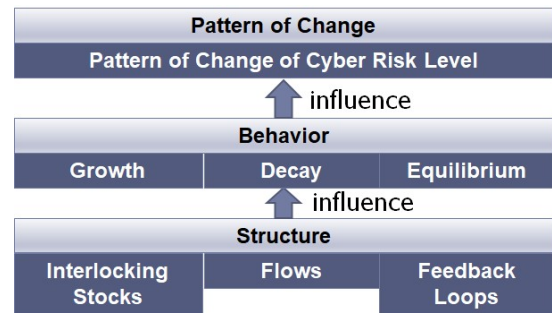 Pattern of Change
Pattern of Change of Cyber Risk Level
influence
Behavior
Growth Decay Equilibrium
influence
Structure
Interlocking Flows Feedback
Stocks Loops